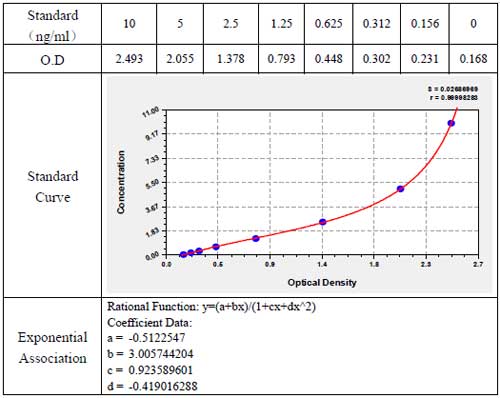 Standard (ng/ml) 10 5 2.5 1.25 0.625 0.312 0.156 0
O.D 2.493 2.055 1.378 0.793 0.448 0.302 0.231 0.168
Standard Curve
S = 0.02686969
r = 0.99998283
Concentration
11.00
9.17
7.33
5.50
3.67
1.83
0.00
0.0 0.5 0.9 1.4 1.8 2.3 2.7
Optical Density
Exponential Association
Rational Function: y=(a+bx)/(1+cx+dx^2)
Coefficient Data:
a = -0.5122547
b = 3.005744204
c = 0.923589601
d = -0.419016288